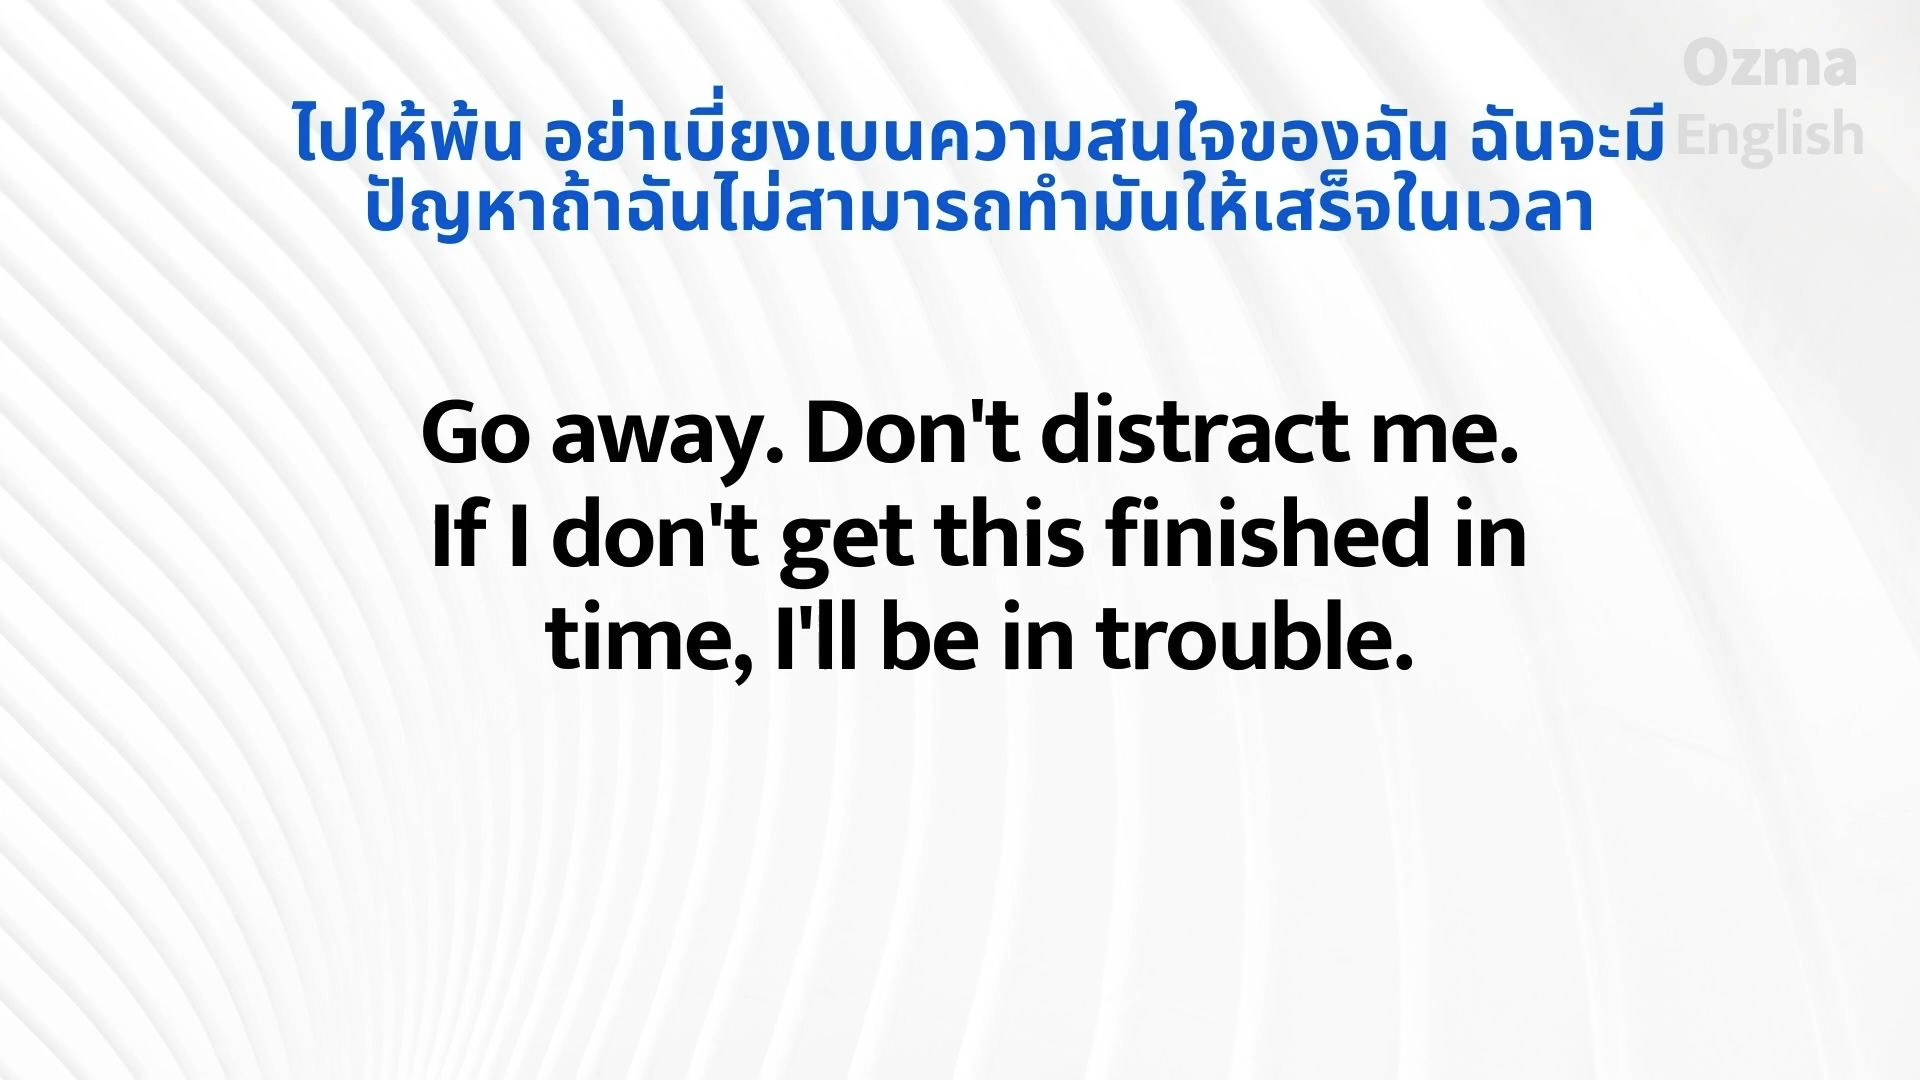 Ozma
English
ไปให้พ้น อย่าเบี่ยงเบนความสนใจของฉัน ฉันจะมี
ปัญหาถ้าฉันไม่สามารถทำมันให้เสร็จในเวลา
Go away. Don't distract me.
If I don't get this finished in
time, I'll be in trouble.